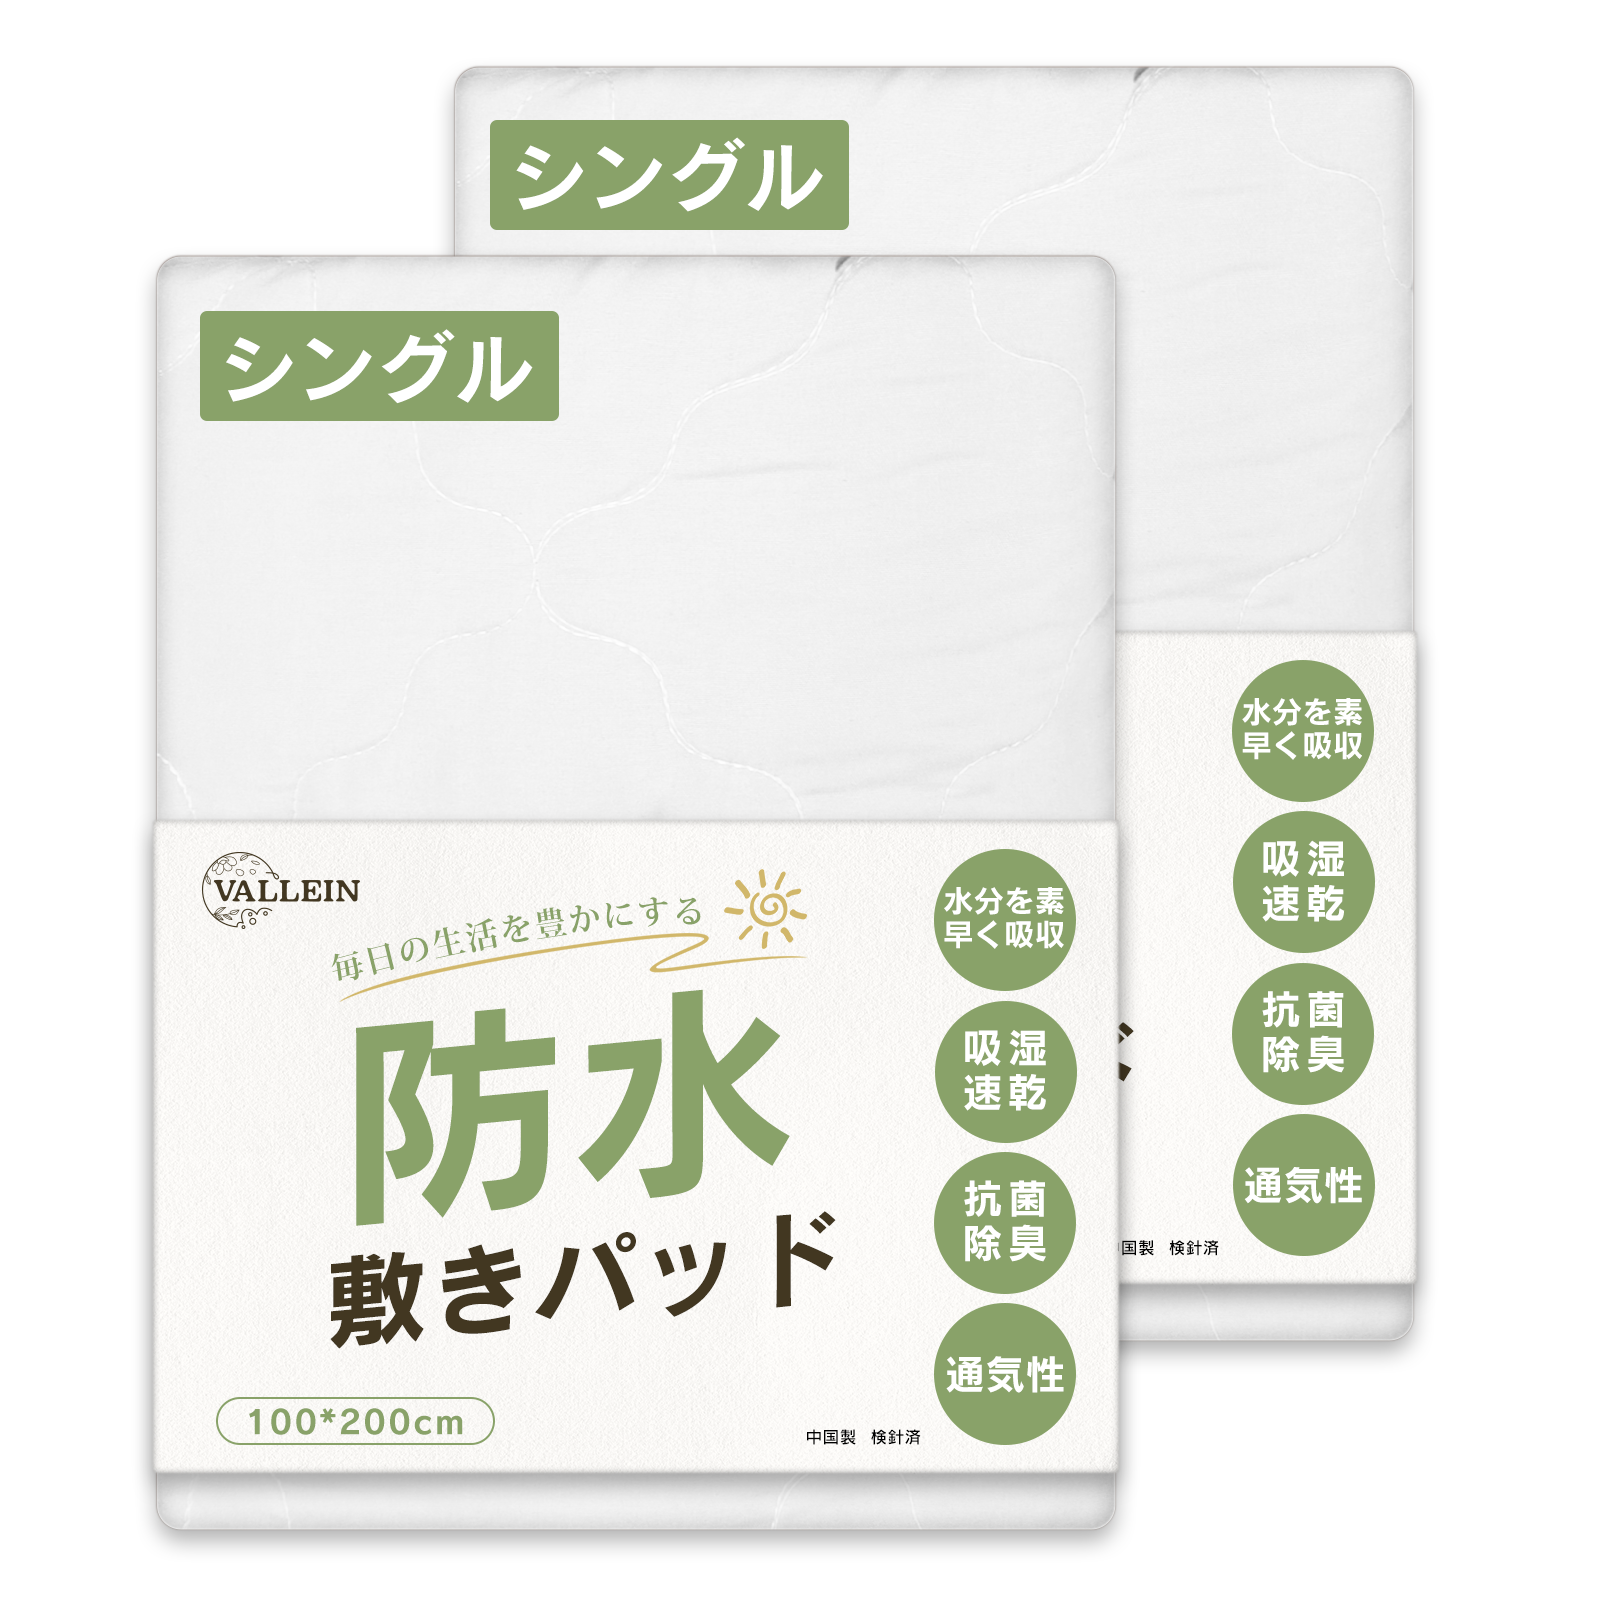 シングル
シングル
水分を素
早く吸収
吸湿
速乾
抗菌
除臭
通気性
国製 検針済
VALLEIN
毎日の生活を豊かにする
防水
敷きパッド
100*200cm
中国製 検針済
水分を素
早く吸収
吸湿
速乾
抗菌
除臭
通気性